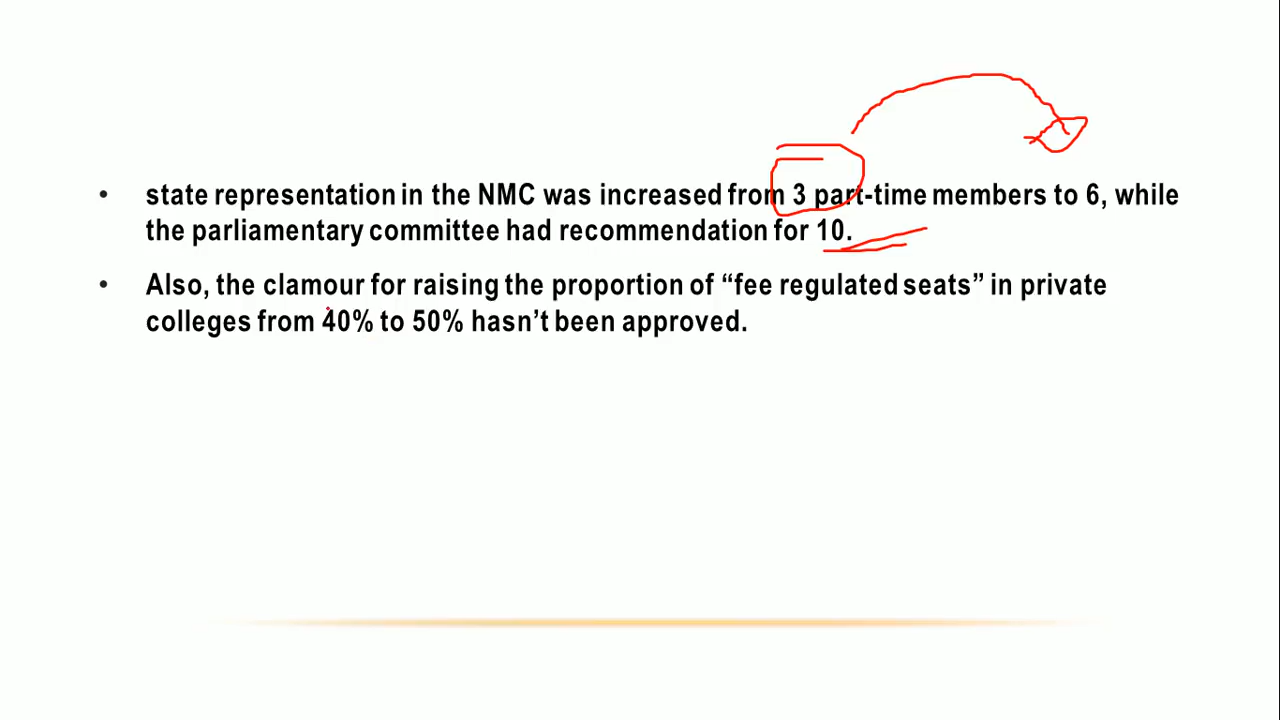 • state representation in the NMC was increased from 3 part-time members to 6, while
the parliamentary committee had recommendation for 10.
• Also, the clamour for raising the proportion of “fee regulated seats” in private
colleges from 40% to 50% hasn’t been approved.